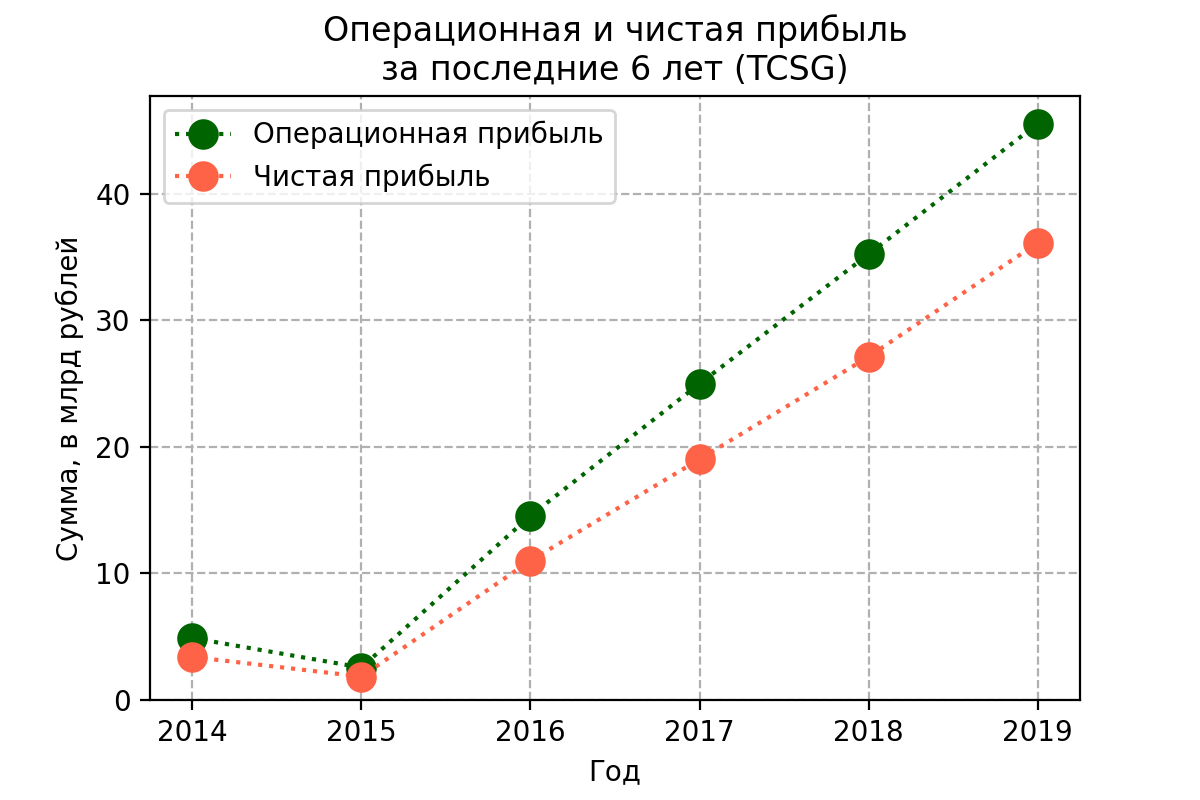 Операционная и чистая прибыль
за последние 6 лет (TCSG)
Операционная прибыль
Чистая прибыль
Сумма, в млрд рублей
40
30
20
10
0
2014 2015 2016 2017 2018 2019
Год